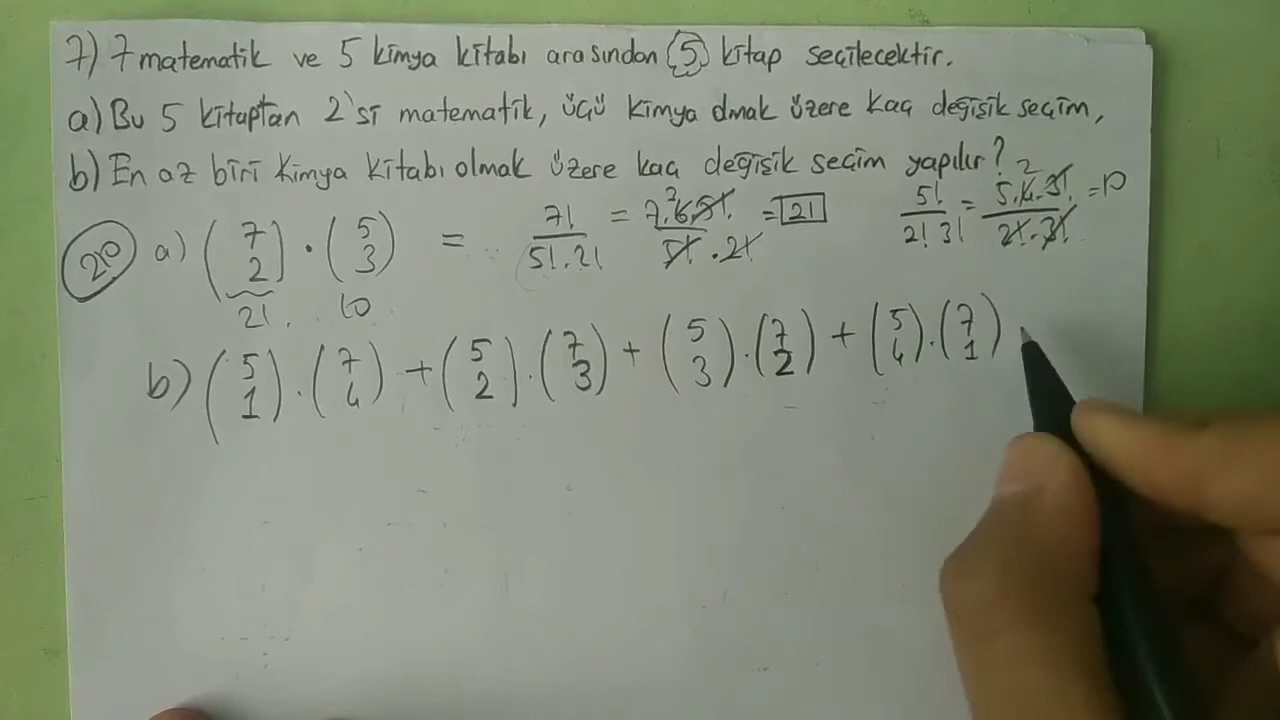 7) 7 matematik ve 5 kimya kitabı arasından 5 kitap seçilecektir.
a) Bu 5 kitaptan 2'si matematik, üçü kimya olmak üzere kaç değişik seçim,
b) En az biri kimya kitabı olmak üzere kaç değişik seçim yapılır?
210 a) (7 2) · (5 3) = 7!/(5!.2!) = 7.6.5!/(5!.2!) = 21 5!/(2! 3!) = 5.4.3!/(2!.3!) = 10
21 . 10
b) (5 1) . (7 4) + (5 2) . (7 3) + (5 3) . (7 2) + (5 4) . (7 1)